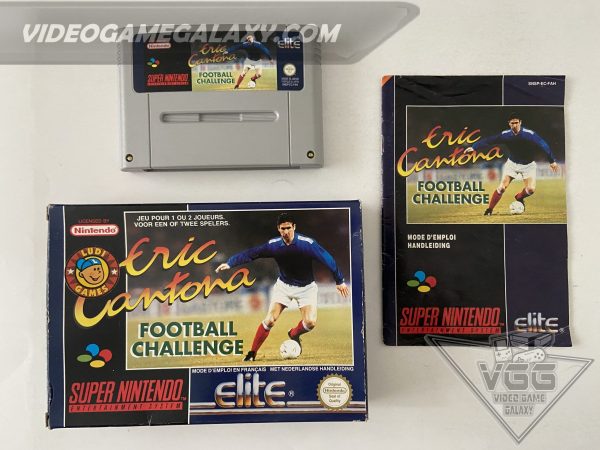 VIDEOGAMEGALAXY.COM
Eric
Cantona
FOOTBALL
CHALLENGE
SUPER NINTENDO
elite
SNSP-EC-FAH
Eric
Cantona
FOOTBALL
CHALLENGE
MODE D'EMPLOI
HANDLEIDING
SUPER NINTENDO
ENTERTAINMENT SYSTEM
elite®
LICENSED BY
Nintendo
JEU POUR 1 OU 2 JOUEURS.
VOOR EEN OF TWEE SPELERS.
LUDI
GAMES
Eric
Cantona
FOOTBALL
CHALLENGE
MODE D'EMPLOI EN FRANÇAIS MET NEDERLANDSE HANDLEIDING
SUPER NINTENDO
ENTERTAINMENT SYSTEM
elite®
Original
Nintendo
Seal of
Quality
VGG
VIDEO GAME
GALAXY